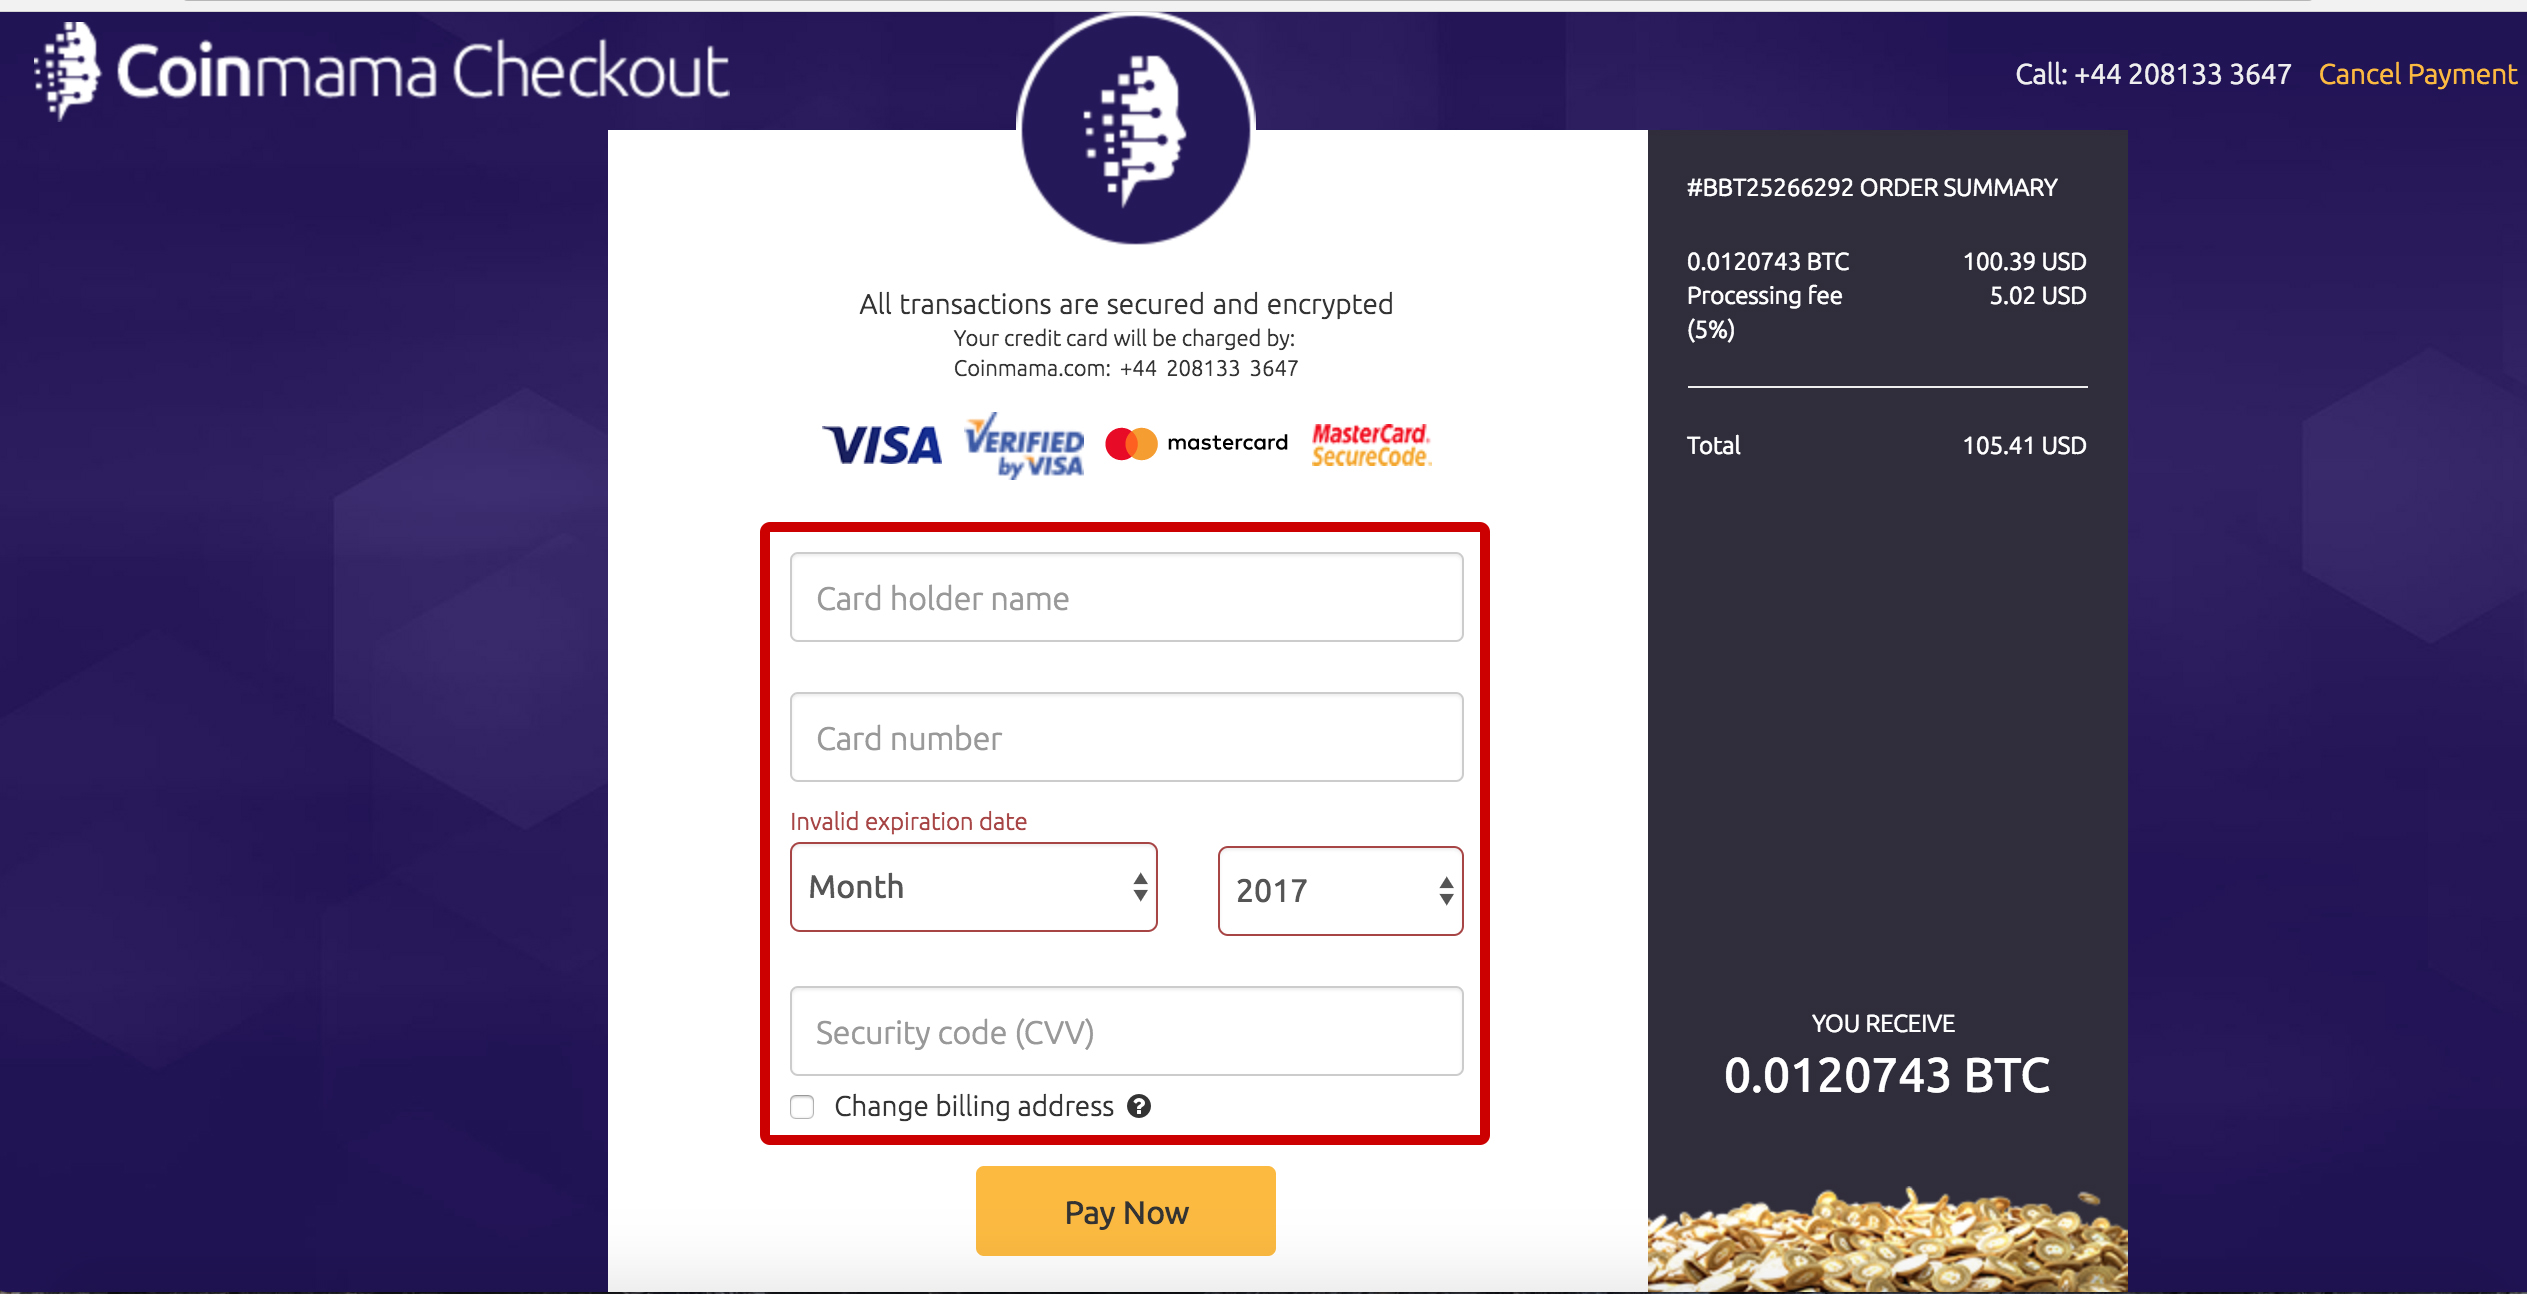 Coinmama Checkout
Call: +44 208133 3647 Cancel Payment
All transactions are secured and encrypted
Your credit card will be charged by:
Coinmama.com: +44 208133 3647
VISA VERIFIED by VISA mastercard MasterCard. SecureCode.
Card holder name
Card number
Invalid expiration date
Month 2017
Security code (CVV)
Change billing address ?
Pay Now
#BBT25266292 ORDER SUMMARY
0.0120743 BTC 100.39 USD
Processing fee 5.02 USD
(5%)
Total 105.41 USD
YOU RECEIVE
0.0120743 BTC